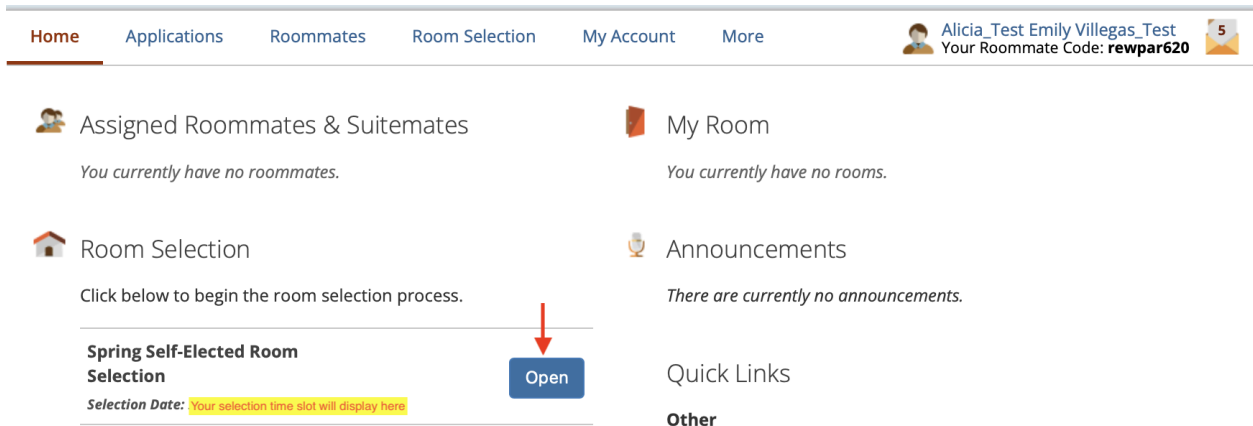 Home Applications Roommates Room Selection My Account More
Alicia_Test Emily Villegas_Test
Your Roommate Code: rewpar620
5
Assigned Roommates & Suitemates
You currently have no roommates.
My Room
You currently have no rooms.
Room Selection
Click below to begin the room selection process.
Spring Self-Elected Room
Selection
Open
Selection Date: Your selection time slot will display here
Announcements
There are currently no announcements.
Quick Links
Other